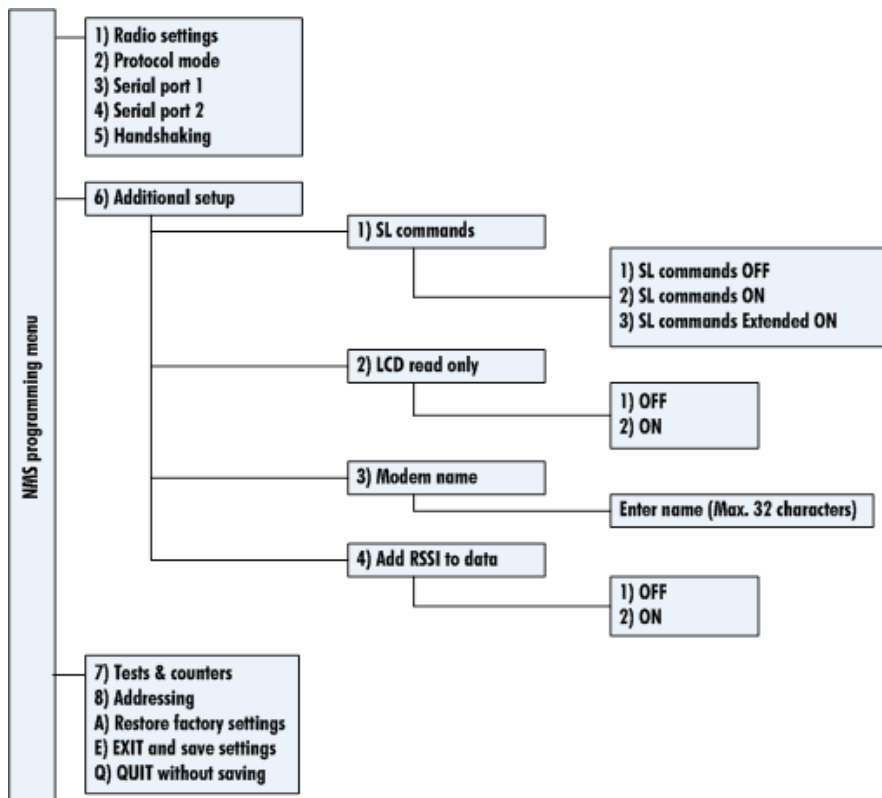 NMS programming menu
1) Radio settings
2) Protocol mode
3) Serial port 1
4) Serial port 2
5) Handshaking
6) Additional setup
1) SL commands
1) SL commands OFF
2) SL commands ON
3) SL commands Extended ON
2) LCD read only
1) OFF
2) ON
3) Modem name
Enter name (Max. 32 characters)
4) Add RSSI to data
1) OFF
2) ON
7) Tests & counters
8) Addressing
A) Restore factory settings
E) EXIT and save settings
Q) QUIT without saving